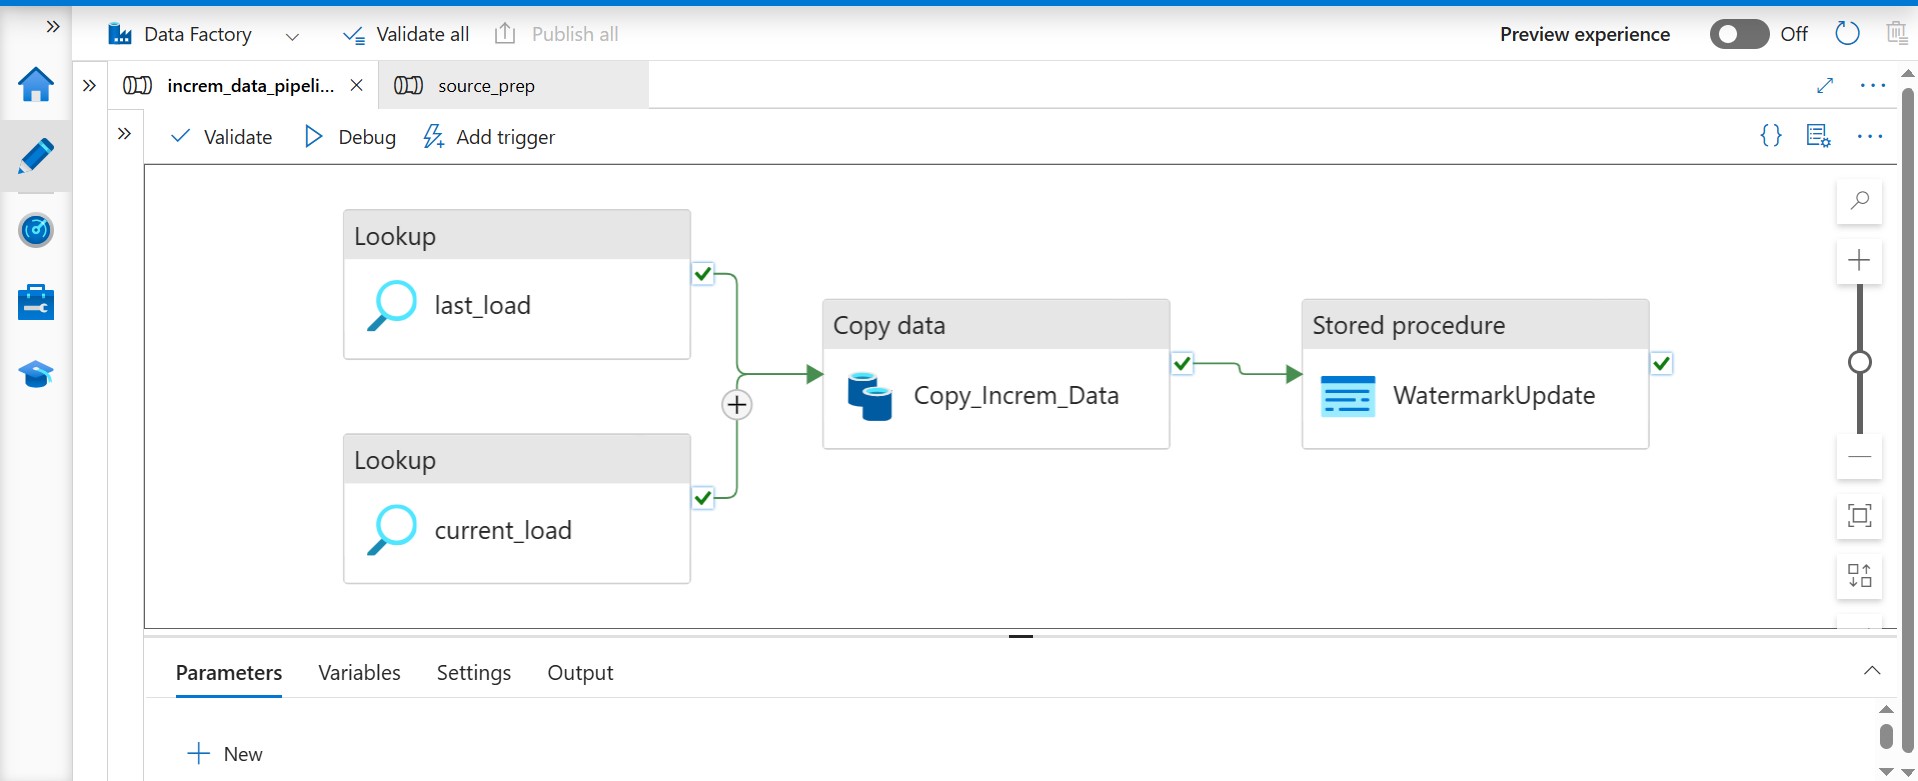 Data Factory
Validate all
Publish all
Preview experience
Off
increm_data_pipeli...
source_prep
Validate
Debug
Add trigger
Lookup
last_load
Lookup
current_load
Copy data
Copy_Increm_Data
Stored procedure
WatermarkUpdate
Parameters
Variables
Settings
Output
New